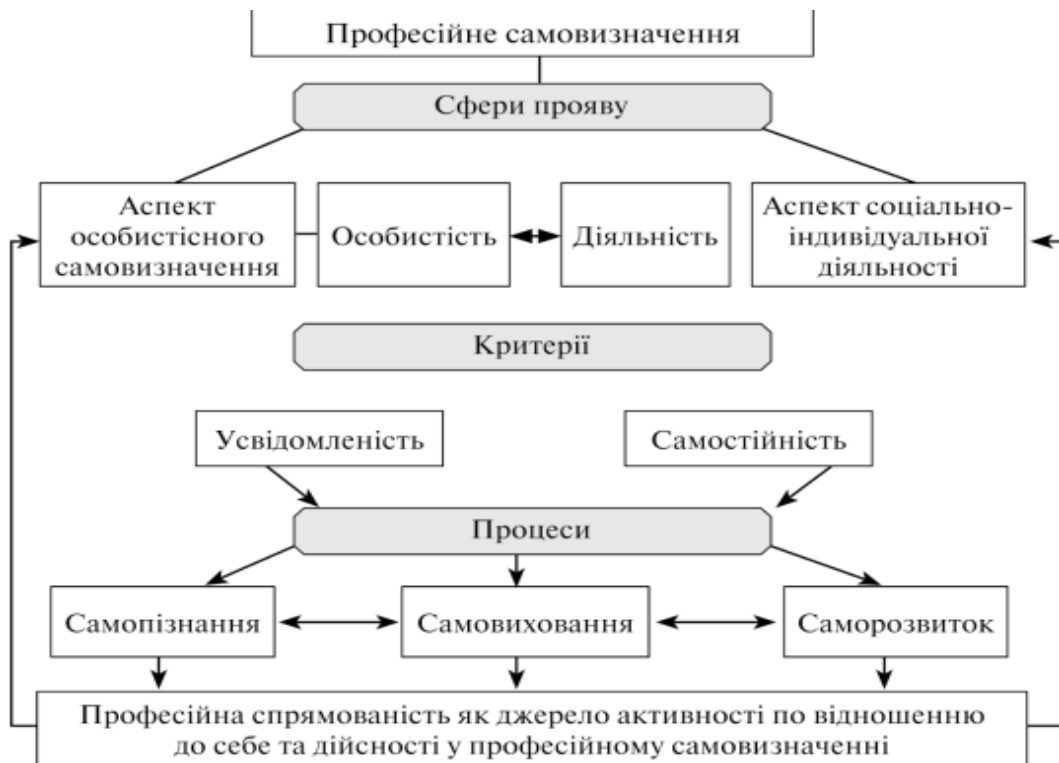 Професійне самовизначення
Сфери прояву
Аспект
особистісного
самовизначення
Особистість
Діяльність
Аспект соціально-
індивідуальної
діяльності
Критерії
Усвідомленість
Самостійність
Процеси
Самопізнання
Самовиховання
Саморозвиток
Професійна спрямованість як джерело активності по відношенню
до себе та дійсності у професійному самовизначенні